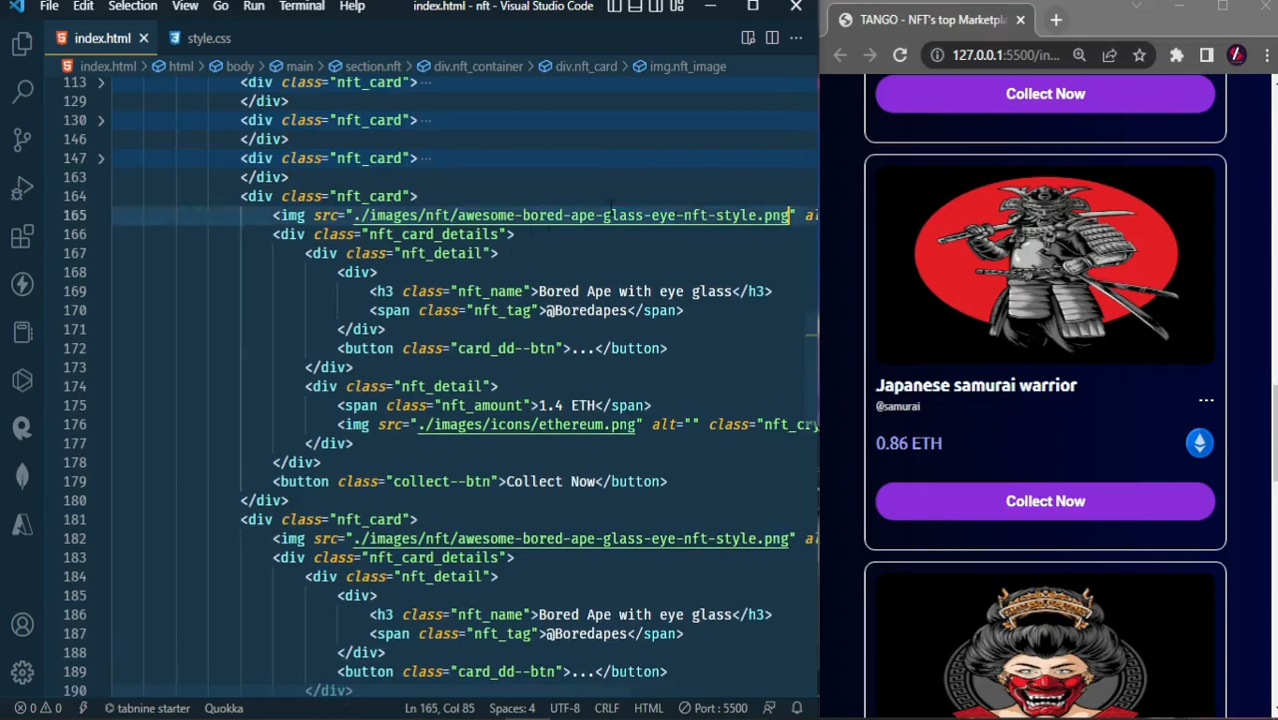 File Edit Selection View Go Run Terminal Help index.html - nft - Visual Studio Code
index.html style.css
index.html > html > body > main > section.nft > div.nft_container > div.nft_card > img.nft_image
113 <div class="nft_card"> ...
129 </div>
130 <div class="nft_card"> ...
146 </div>
147 <div class="nft_card"> ...
163 </div>
164 <div class="nft_card">
165 <img src="./images/nft/awesome-bored-ape-glass-eye-nft-style.png" al
166 <div class="nft_card_details">
167 <div class="nft_detail">
168 <div>
169 <h3 class="nft_name">Bored Ape with eye glass</h3>
170 <span class="nft_tag">@Boredapes</span>
171 </div>
172 <button class="card_dd--btn">...</button>
173 </div>
174 <div class="nft_detail">
175 <span class="nft_amount">1.4 ETH</span>
176 <img src="./images/icons/ethereum.png" alt="" class="nft_cry
177 </div>
178 </div>
179 <button class="collect--btn">Collect Now</button>
180 </div>
181 <div class="nft_card">
182 <img src="./images/nft/awesome-bored-ape-glass-eye-nft-style.png" al
183 <div class="nft_card_details">
184 <div class="nft_detail">
185 <div>
186 <h3 class="nft_name">Bored Ape with eye glass</h3>
187 <span class="nft_tag">@Boredapes</span>
188 </div>
189 <button class="card_dd--btn">...</button>
190 </div>
0 0 tabnine starter Quokka Ln 165, Col 85 Spaces: 4 UTF-8 CRLF HTML Port : 5500
TANGO - NFT's top Marketpla
127.0.0.1:5500/in...
Collect Now
Japanese samurai warrior
@samurai
...
0.86 ETH
Collect Now